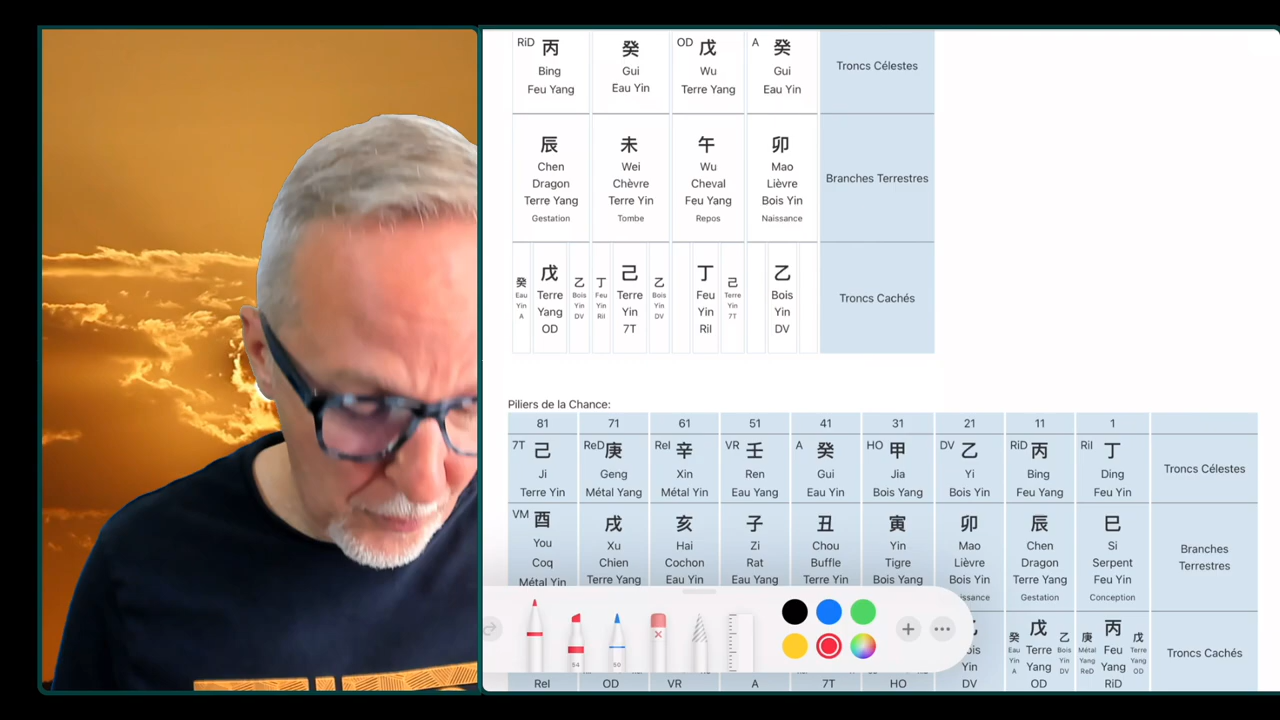 RiD 丙 癸 OD 戊 A 癸
Bing Gui Wu Gui Troncs Célestes
Feu Yang Eau Yin Terre Yang Eau Yin
辰 未 午 卯
Chen Wei Wu Mao
Dragon Chèvre Cheval Lièvre Branches Terrestres
Terre Yang Terre Yin Feu Yang Bois Yin
Gestation Tombe Repos Naissance
癸 戊 乙 丁 己 乙 丁 己 乙
Eau Terre Bois Feu Terre Bois Feu Terre Bois Troncs Cachés
Yin Yang Yin Yin Yin Yin Yin Yin Yin
A OD DV Ril 7T DV Ril 7T DV
Piliers de la Chance:
81 71 61 51 41 31 21 11 1
7T 己 ReD 庚 Rel 辛 VR 壬 A 癸 HO 甲 DV 乙 RiD 丙 Ril 丁
Ji Geng Xin Ren Gui Jia Yi Bing Ding Troncs Célestes
Terre Yin Métal Yang Métal Yin Eau Yang Eau Yin Bois Yang Bois Yin Feu Yang Feu Yin
VM 酉 戌 亥 子 丑 寅 卯 辰 巳
You Xu Hai Zi Chou Yin Mao Chen Si Branches
Coq Chien Cochon Rat Buffle Tigre Lièvre Dragon Serpent Terrestres
Métal Yin Terre Yang Eau Yin Eau Yang Terre Yin Bois Yang Bois Yin Terre Yang Feu Yin
Gestation Conception
癸 戊 乙 庚 丙 戊
Eau Terre Bois Métal Feu Terre Troncs Cachés
Yin Yang Yin Yang Yang Yang
A OD DV ReD RiD OD
54 50
Rel OD VR A 7T HO DV